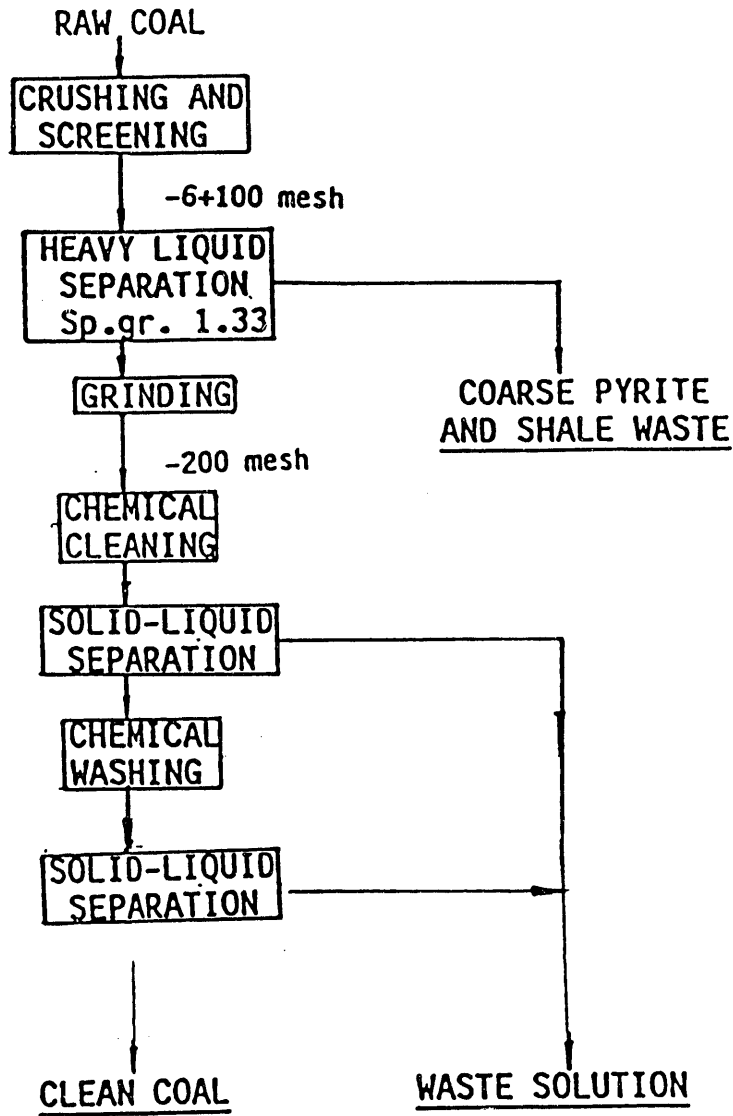 RAW COAL
CRUSHING AND
SCREENING
-6+100 mesh
HEAVY LIQUID
SEPARATION
Sp.gr. 1.33
GRINDING
COARSE PYRITE
AND SHALE WASTE
-200 mesh
CHEMICAL
CLEANING
SOLID-LIQUID
SEPARATION
CHEMICAL
WASHING
SOLID-LIQUID
SEPARATION
CLEAN COAL
WASTE SOLUTION